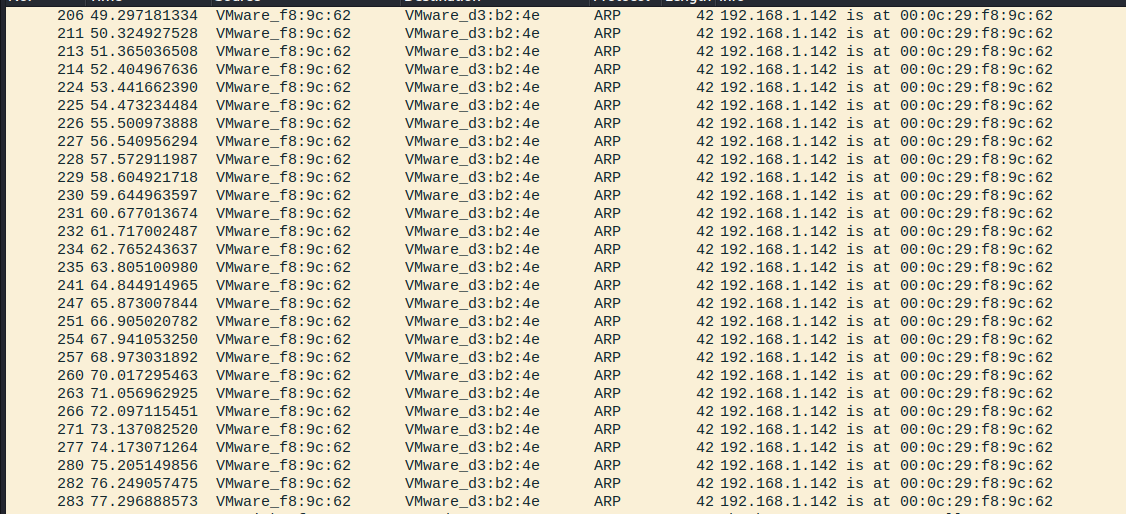 206 49.297181334 VMware_f8:9c:62 VMware_d3:b2:4e ARP 42 192.168.1.142 is at 00:0c:29:f8:9c:62
211 50.324927528 VMware_f8:9c:62 VMware_d3:b2:4e ARP 42 192.168.1.142 is at 00:0c:29:f8:9c:62
213 51.365036508 VMware_f8:9c:62 VMware_d3:b2:4e ARP 42 192.168.1.142 is at 00:0c:29:f8:9c:62
214 52.404967636 VMware_f8:9c:62 VMware_d3:b2:4e ARP 42 192.168.1.142 is at 00:0c:29:f8:9c:62
224 53.441662390 VMware_f8:9c:62 VMware_d3:b2:4e ARP 42 192.168.1.142 is at 00:0c:29:f8:9c:62
225 54.473234484 VMware_f8:9c:62 VMware_d3:b2:4e ARP 42 192.168.1.142 is at 00:0c:29:f8:9c:62
226 55.500973888 VMware_f8:9c:62 VMware_d3:b2:4e ARP 42 192.168.1.142 is at 00:0c:29:f8:9c:62
227 56.540956294 VMware_f8:9c:62 VMware_d3:b2:4e ARP 42 192.168.1.142 is at 00:0c:29:f8:9c:62
228 57.572911987 VMware_f8:9c:62 VMware_d3:b2:4e ARP 42 192.168.1.142 is at 00:0c:29:f8:9c:62
229 58.604921718 VMware_f8:9c:62 VMware_d3:b2:4e ARP 42 192.168.1.142 is at 00:0c:29:f8:9c:62
230 59.644963597 VMware_f8:9c:62 VMware_d3:b2:4e ARP 42 192.168.1.142 is at 00:0c:29:f8:9c:62
231 60.677013674 VMware_f8:9c:62 VMware_d3:b2:4e ARP 42 192.168.1.142 is at 00:0c:29:f8:9c:62
232 61.717002487 VMware_f8:9c:62 VMware_d3:b2:4e ARP 42 192.168.1.142 is at 00:0c:29:f8:9c:62
234 62.765243637 VMware_f8:9c:62 VMware_d3:b2:4e ARP 42 192.168.1.142 is at 00:0c:29:f8:9c:62
235 63.805100980 VMware_f8:9c:62 VMware_d3:b2:4e ARP 42 192.168.1.142 is at 00:0c:29:f8:9c:62
241 64.844914965 VMware_f8:9c:62 VMware_d3:b2:4e ARP 42 192.168.1.142 is at 00:0c:29:f8:9c:62
247 65.873007844 VMware_f8:9c:62 VMware_d3:b2:4e ARP 42 192.168.1.142 is at 00:0c:29:f8:9c:62
251 66.905020782 VMware_f8:9c:62 VMware_d3:b2:4e ARP 42 192.168.1.142 is at 00:0c:29:f8:9c:62
254 67.941053250 VMware_f8:9c:62 VMware_d3:b2:4e ARP 42 192.168.1.142 is at 00:0c:29:f8:9c:62
257 68.973031892 VMware_f8:9c:62 VMware_d3:b2:4e ARP 42 192.168.1.142 is at 00:0c:29:f8:9c:62
260 70.017295463 VMware_f8:9c:62 VMware_d3:b2:4e ARP 42 192.168.1.142 is at 00:0c:29:f8:9c:62
263 71.056962925 VMware_f8:9c:62 VMware_d3:b2:4e ARP 42 192.168.1.142 is at 00:0c:29:f8:9c:62
266 72.097115451 VMware_f8:9c:62 VMware_d3:b2:4e ARP 42 192.168.1.142 is at 00:0c:29:f8:9c:62
271 73.137082520 VMware_f8:9c:62 VMware_d3:b2:4e ARP 42 192.168.1.142 is at 00:0c:29:f8:9c:62
277 74.173071264 VMware_f8:9c:62 VMware_d3:b2:4e ARP 42 192.168.1.142 is at 00:0c:29:f8:9c:62
280 75.205149856 VMware_f8:9c:62 VMware_d3:b2:4e ARP 42 192.168.1.142 is at 00:0c:29:f8:9c:62
282 76.249057475 VMware_f8:9c:62 VMware_d3:b2:4e ARP 42 192.168.1.142 is at 00:0c:29:f8:9c:62
283 77.296888573 VMware_f8:9c:62 VMware_d3:b2:4e ARP 42 192.168.1.142 is at 00:0c:29:f8:9c:62